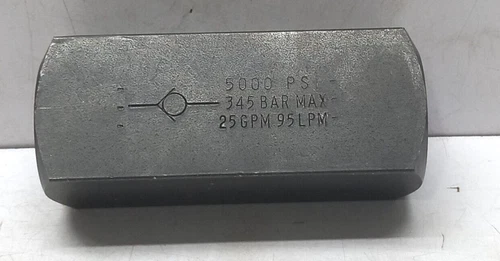 5000 PSI
345 BAR MAX
25GPM 95LPM